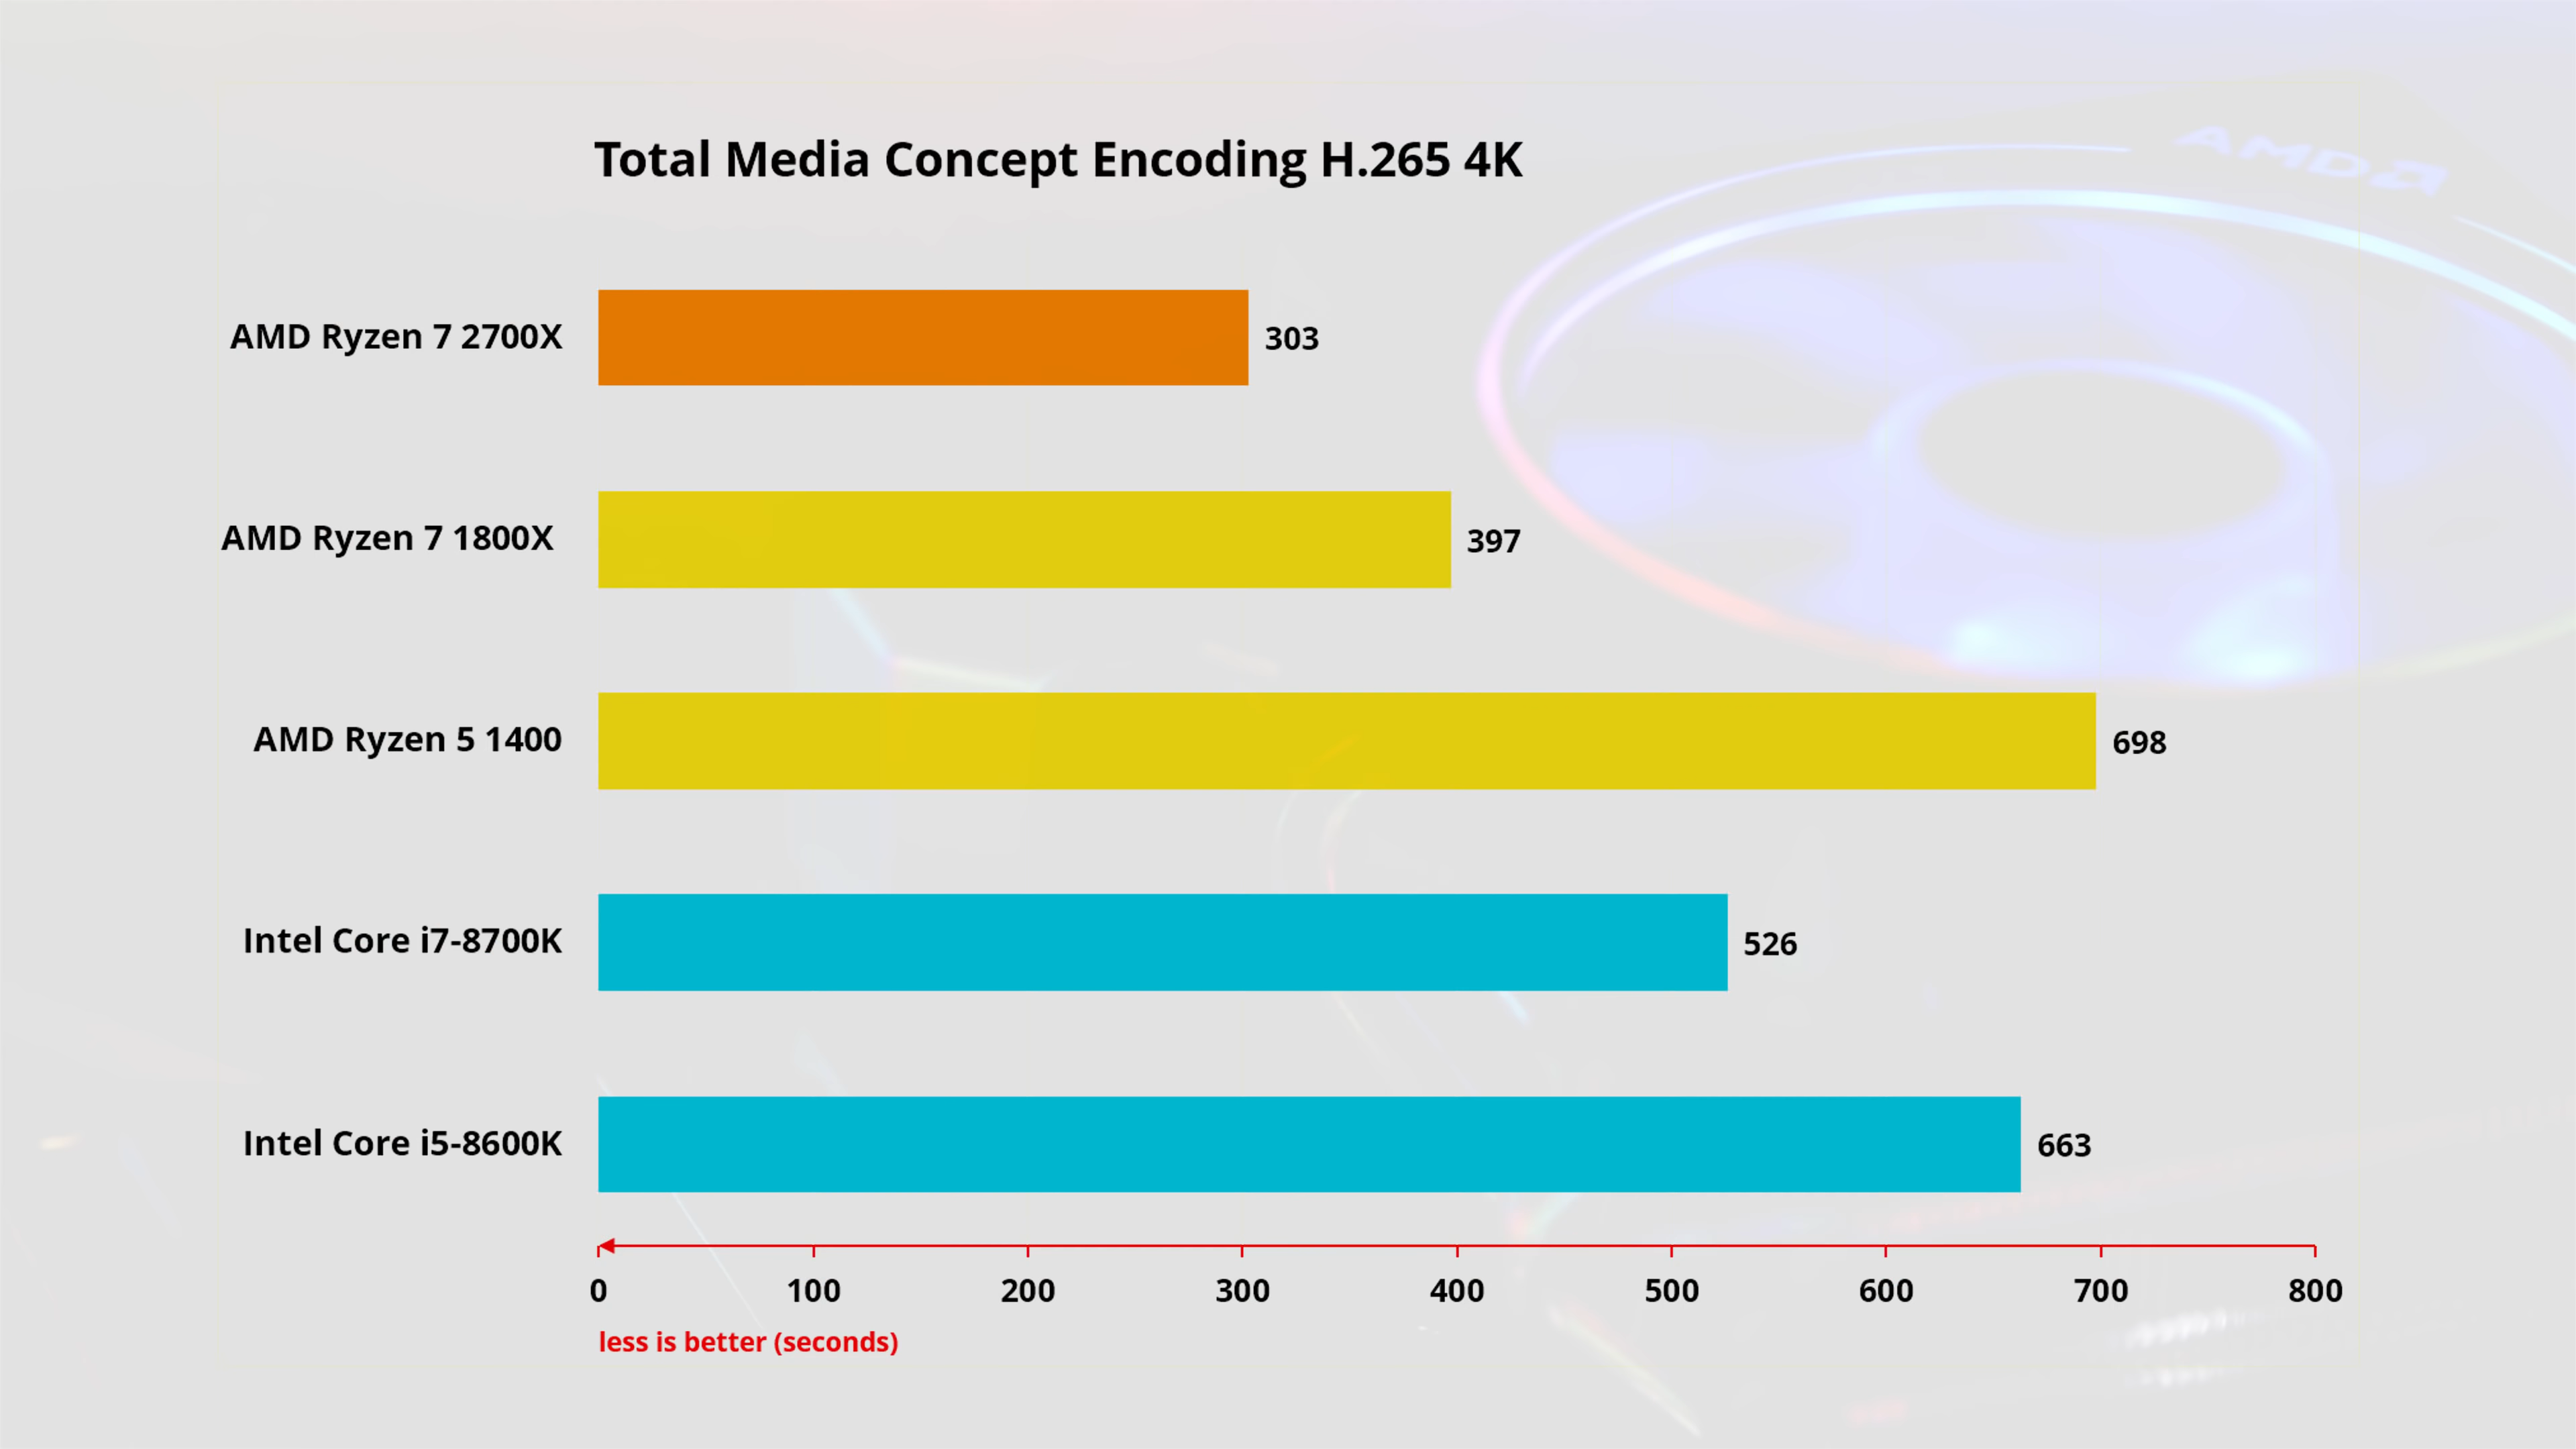 Total Media Concept Encoding H.265 4K
AMD
AMD Ryzen 7 2700X 303
AMD Ryzen 7 1800X 397
AMD Ryzen 5 1400 698
Intel Core i7-8700K 526
Intel Core i5-8600K 663
0 100 200 300 400 500 600 700 800
less is better (seconds)